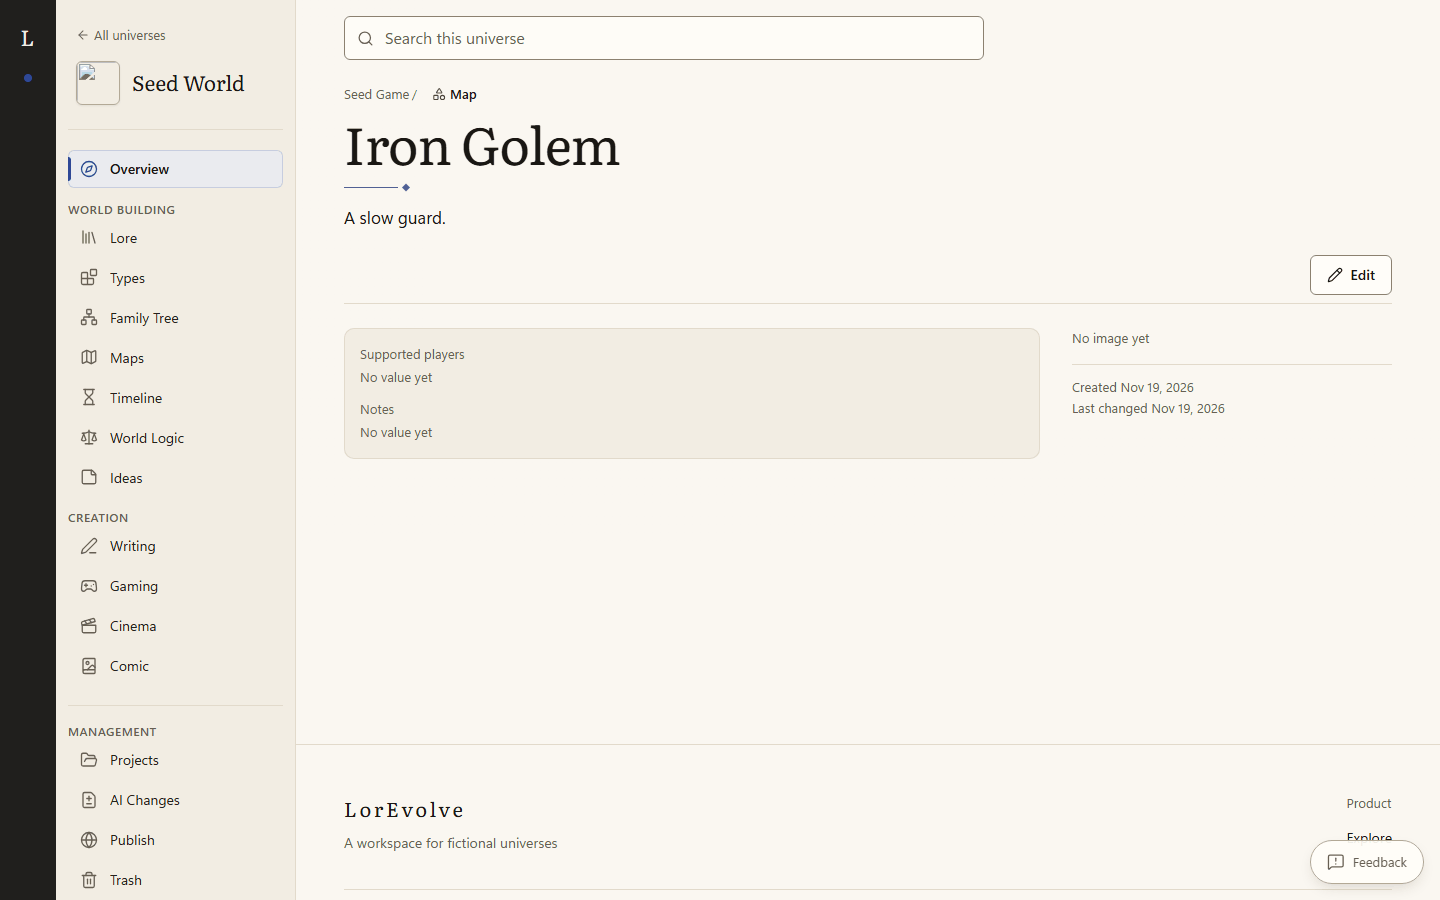 L
All universes
Seed World
Overview
WORLD BUILDING
Lore
Types
Family Tree
Maps
Timeline
World Logic
Ideas
CREATION
Writing
Gaming
Cinema
Comic
MANAGEMENT
Projects
AI Changes
Publish
Trash
Search this universe
Seed Game / Map
Iron Golem
A slow guard.
Edit
Supported players
No value yet
Notes
No value yet
No image yet
Created Nov 19, 2026
Last changed Nov 19, 2026
LorEvolve
A workspace for fictional universes
Product
Explore
Feedback